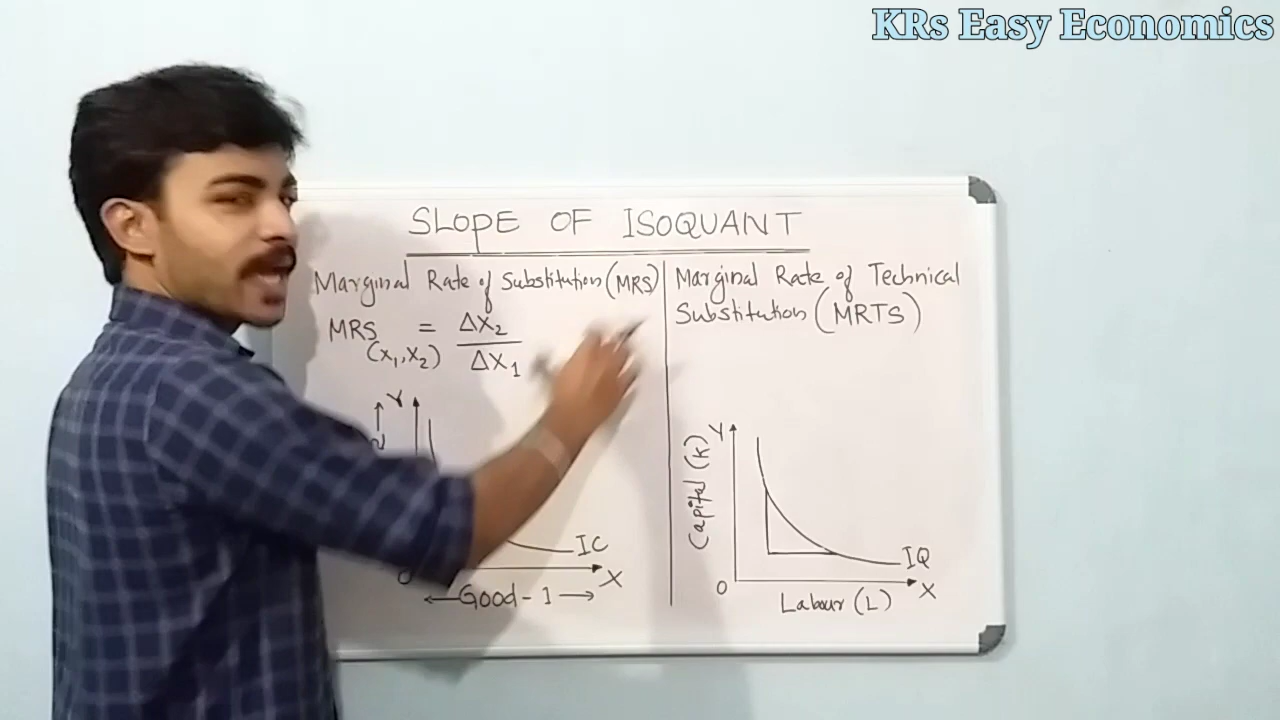 KRs Easy Economics
SLOPE OF ISOQUANT
Marginal Rate of Substitution (MRS)
MRS (X₁, X₂) = ΔX₂
ΔX₁
Y
IC
O
X
Good - 1
Marginal Rate of Technical
Substitution (MRTS)
Y
Capital (K)
IQ
O
X
Labour (L)